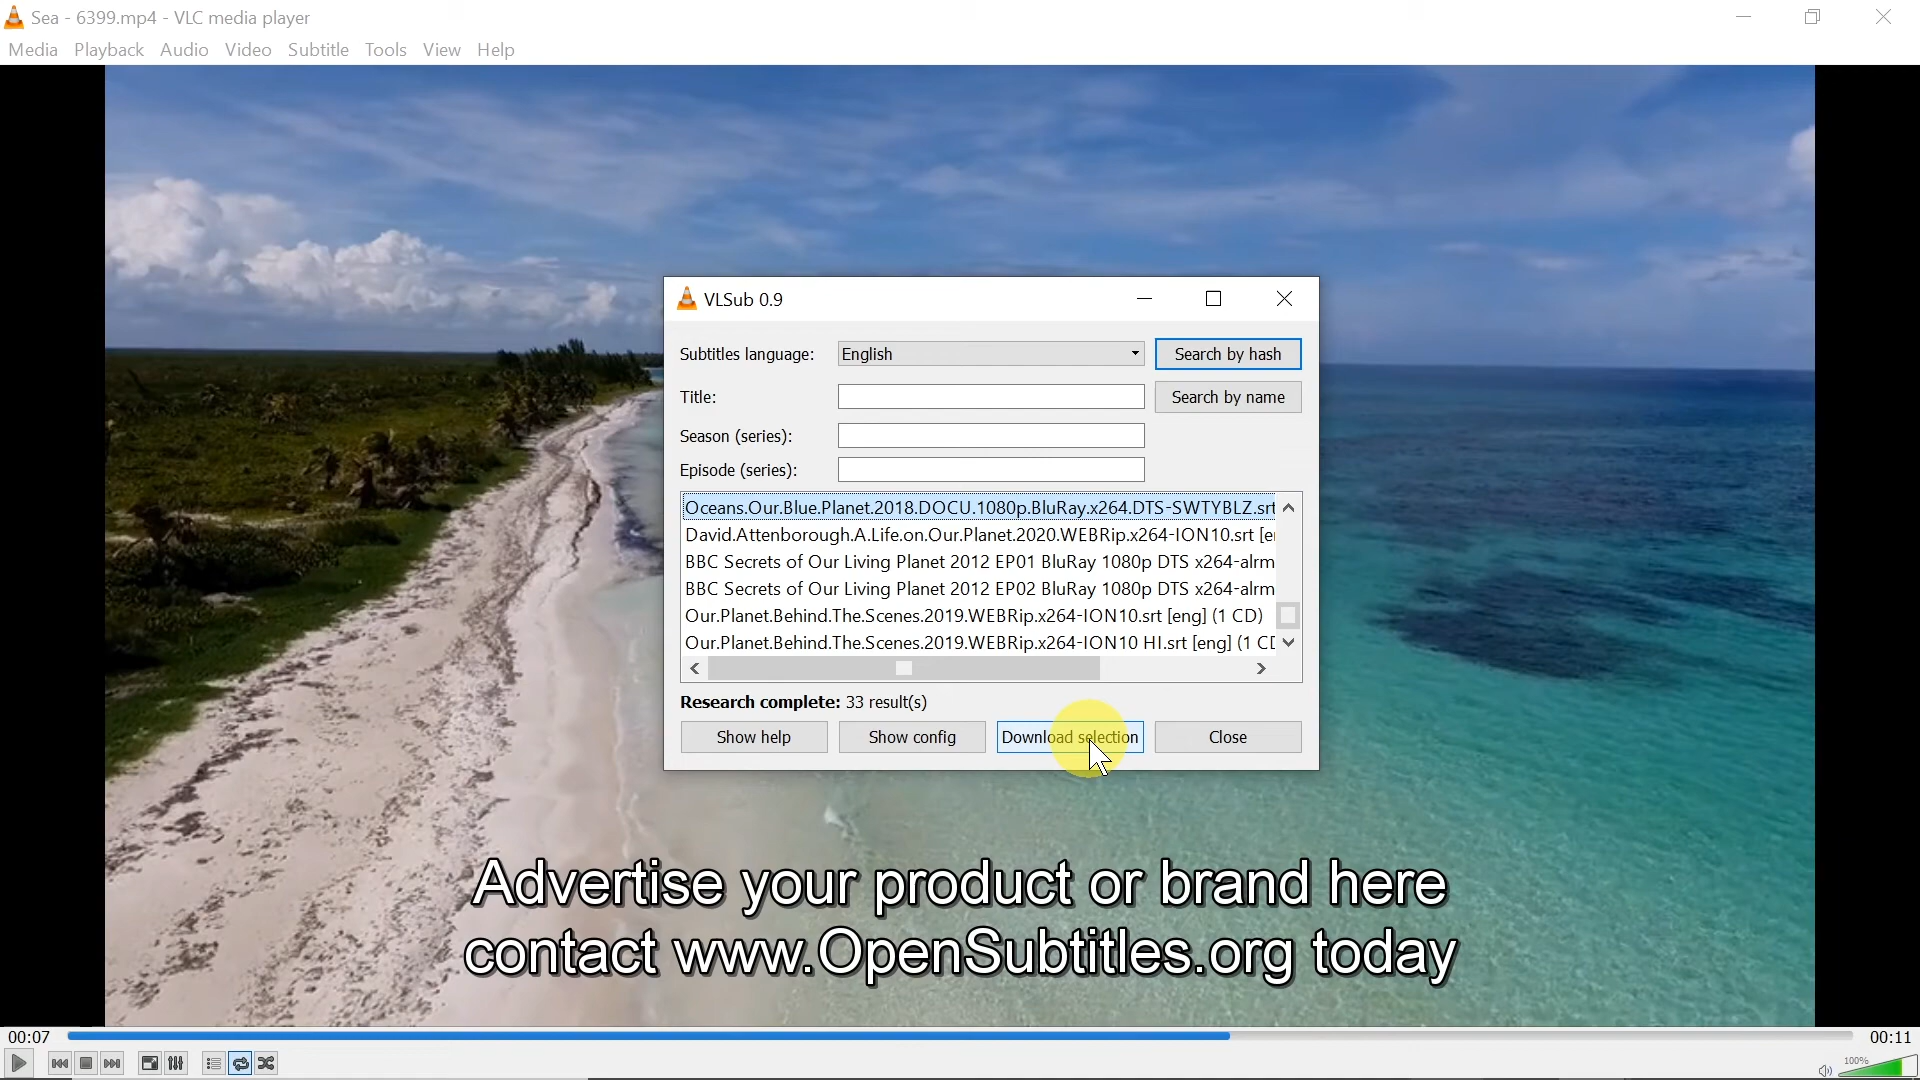 Sea - 6399.mp4 - VLC media player
Media Playback Audio Video Subtitle Tools View Help
VLSub 0.9
Subtitles language: English Search by hash
Title: Search by name
Season (series):
Episode (series):
Oceans.Our.Blue.Planet.2018.DOCU.1080p.BluRay.x264.DTS-SWTYBLZ.srt
David.Attenborough.A.Life.on.Our.Planet.2020.WEBRip.x264-ION10.srt [e
BBC Secrets of Our Living Planet 2012 EP01 BluRay 1080p DTS x264-alrm
BBC Secrets of Our Living Planet 2012 EP02 BluRay 1080p DTS x264-alrm
Our.Planet.Behind.The.Scenes.2019.WEBRip.x264-ION10.srt [eng] (1 CD)
Our.Planet.Behind.The.Scenes.2019.WEBRip.x264-ION10 HI.srt [eng] (1 C
Research complete: 33 result(s)
Show help Show config Download selection Close
Advertise your product or brand here
contact www.OpenSubtitles.org today
00:07 00:11
100%